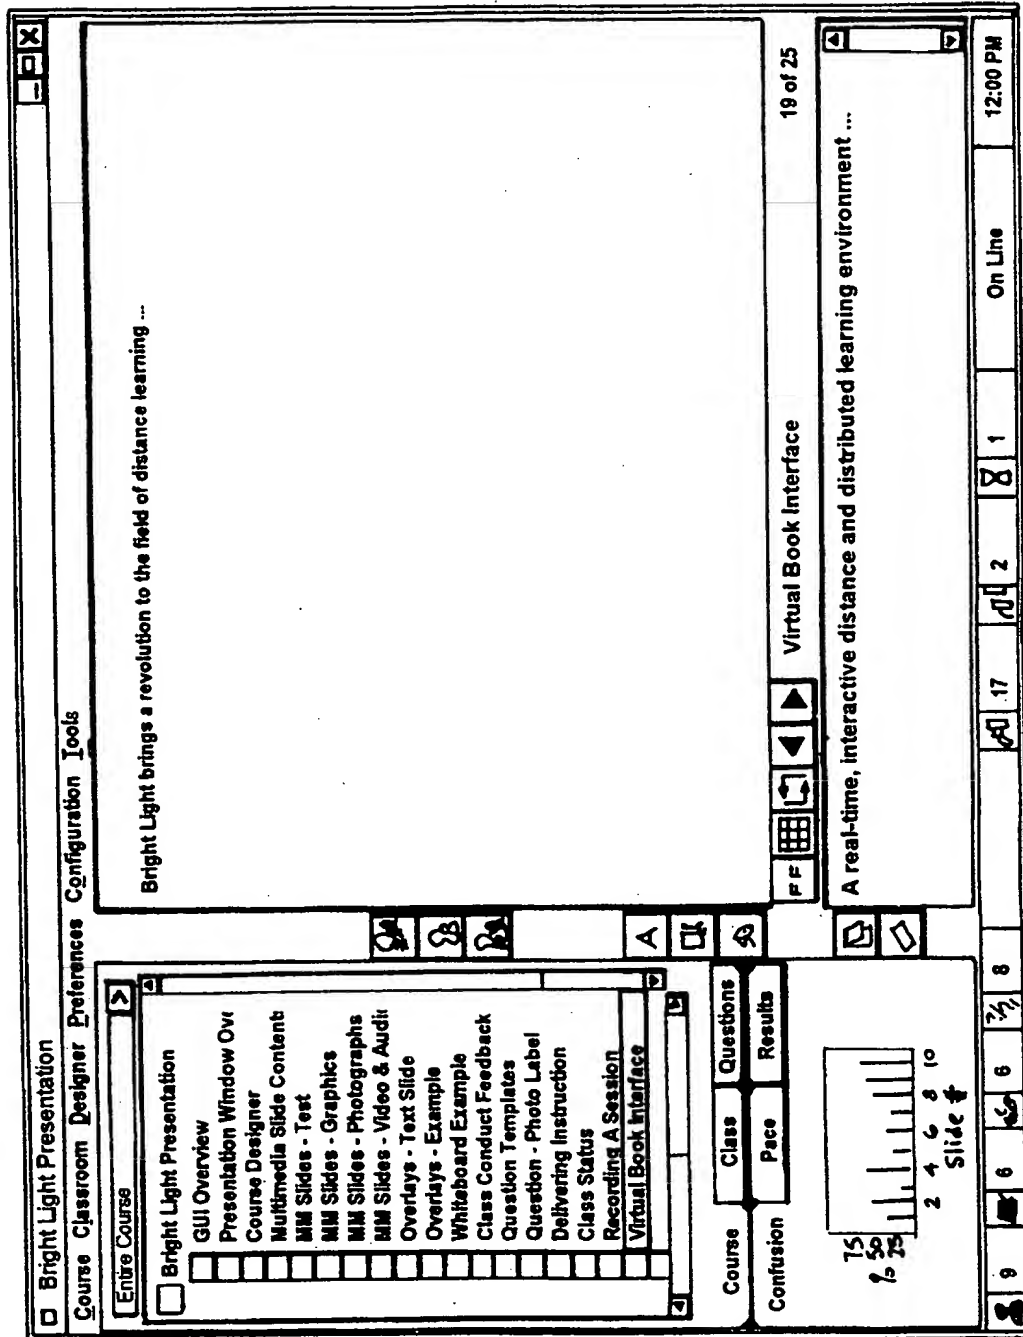 Bright Light Presentation
Course Classroom Designer Preferences Configuration Tools
Entire Course >
Bright Light Presentation
GUI Overview
Presentation Window Ove
Course Designer
Multimedia Slide Contents
MM Slides - Test
MM Slides - Graphics
MM Slides - Photographs
MM Slides - Video & Audio
Overlays - Text Slide
Overlays - Example
Whiteboard Example
Class Conduct Feedback
Question Templates
Question - Photo Label
Delivering Instruction
Class Status
Recording A Session
Virtual Book Interface
Course Class Questions
Confusion Pace Results
75
% 50
25
2 4 6 8 10
Slide #
A
Bright Light brings a revolution to the field of distance learning ...
FF Virtual Book Interface 19 of 25
A real-time, interactive distance and distributed learning environment ...
9 6 6 8 17 2 1 On Line 12:00 PM